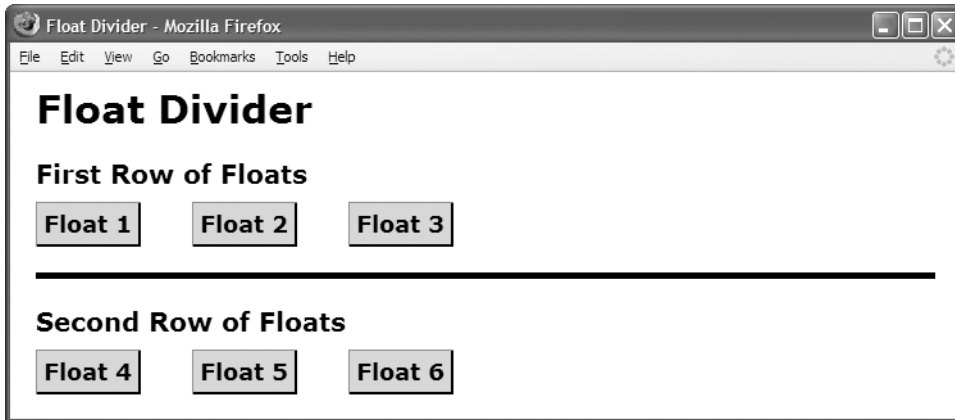 Float Divider - Mozilla Firefox
File Edit View Go Bookmarks Tools Help
Float Divider
First Row of Floats
Float 1 Float 2 Float 3
Second Row of Floats
Float 4 Float 5 Float 6